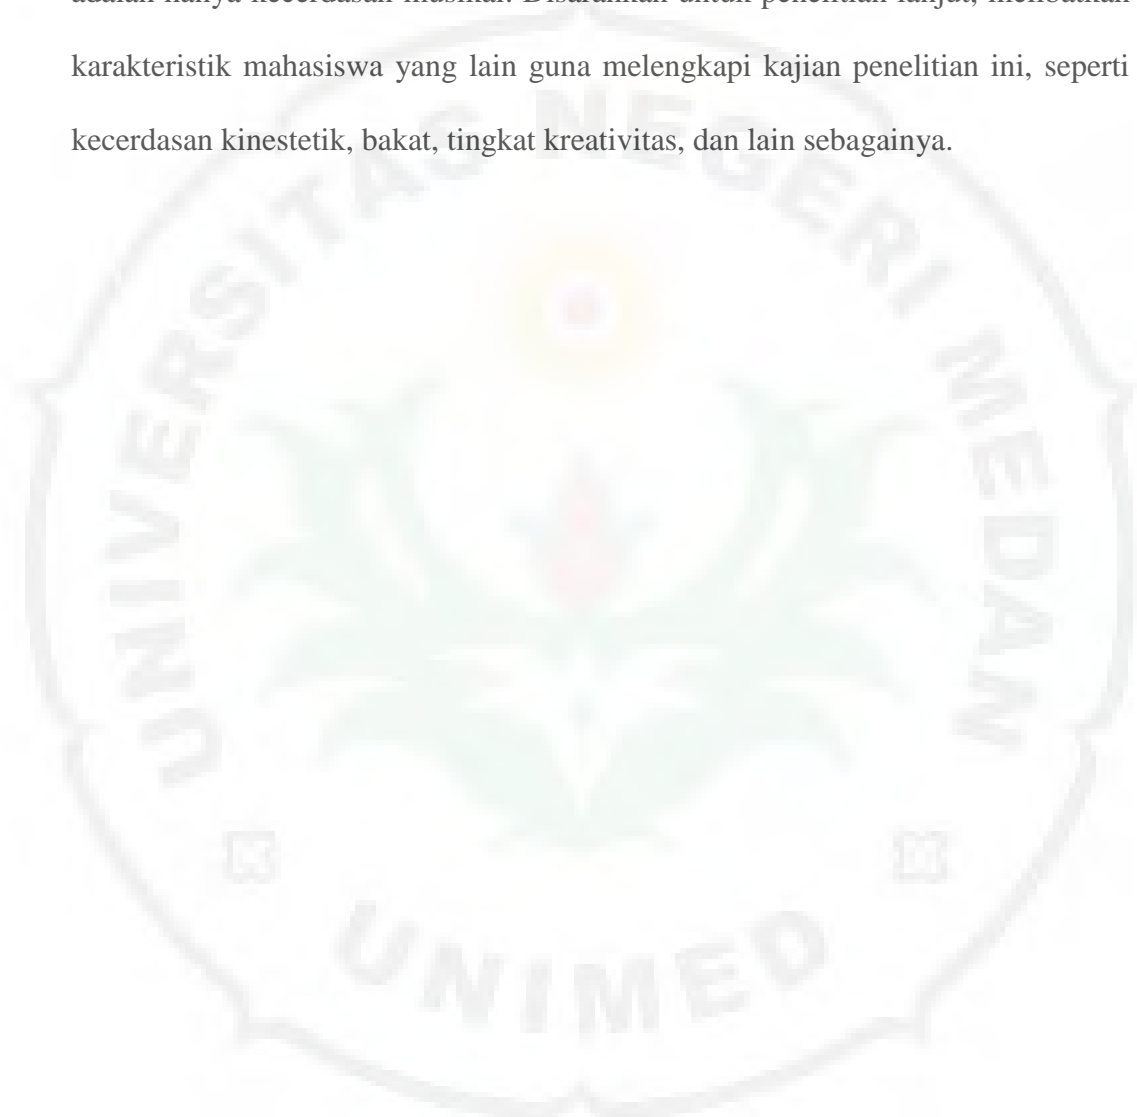 adalah hanya kecerdasan musikal. Disarankan untuk penelitian lanjut, melibatkan
karakteristik mahasiswa yang lain guna melengkapi kajian penelitian ini, seperti
kecerdasan kinestetik, bakat, tingkat kreativitas, dan lain sebagainya.
UNIVERSITAS NEGERI MEDAN
UNIMED